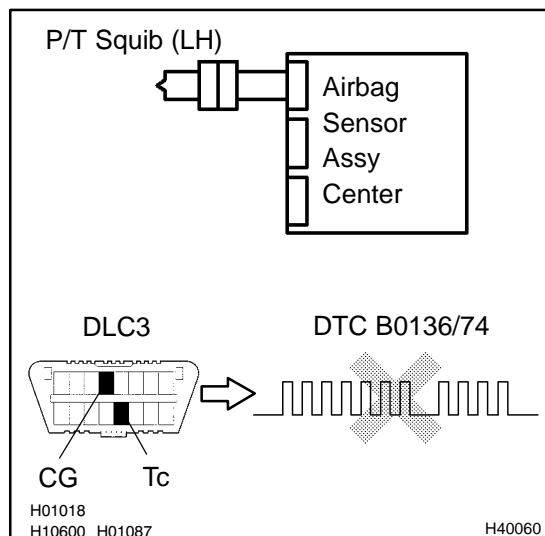 P/T Squib (LH)
Airbag
Sensor
Assy
Center
DLC3
DTC B0136/74
CG
Tc
H01018
H10600 H01087
H40060